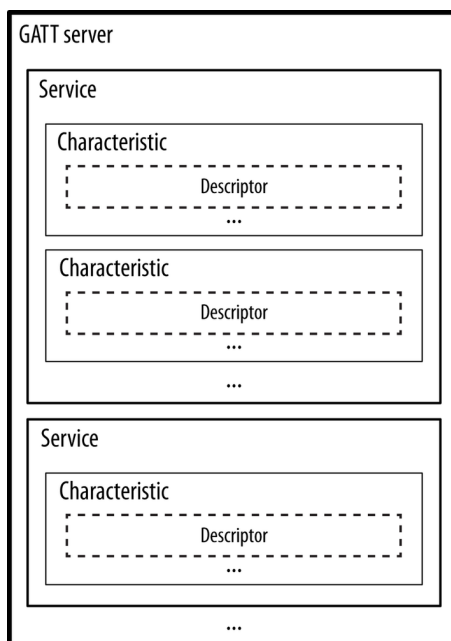 GATT server
Service
Characteristic
Descriptor
...
Characteristic
Descriptor
...
...
Service
Characteristic
Descriptor
...
...